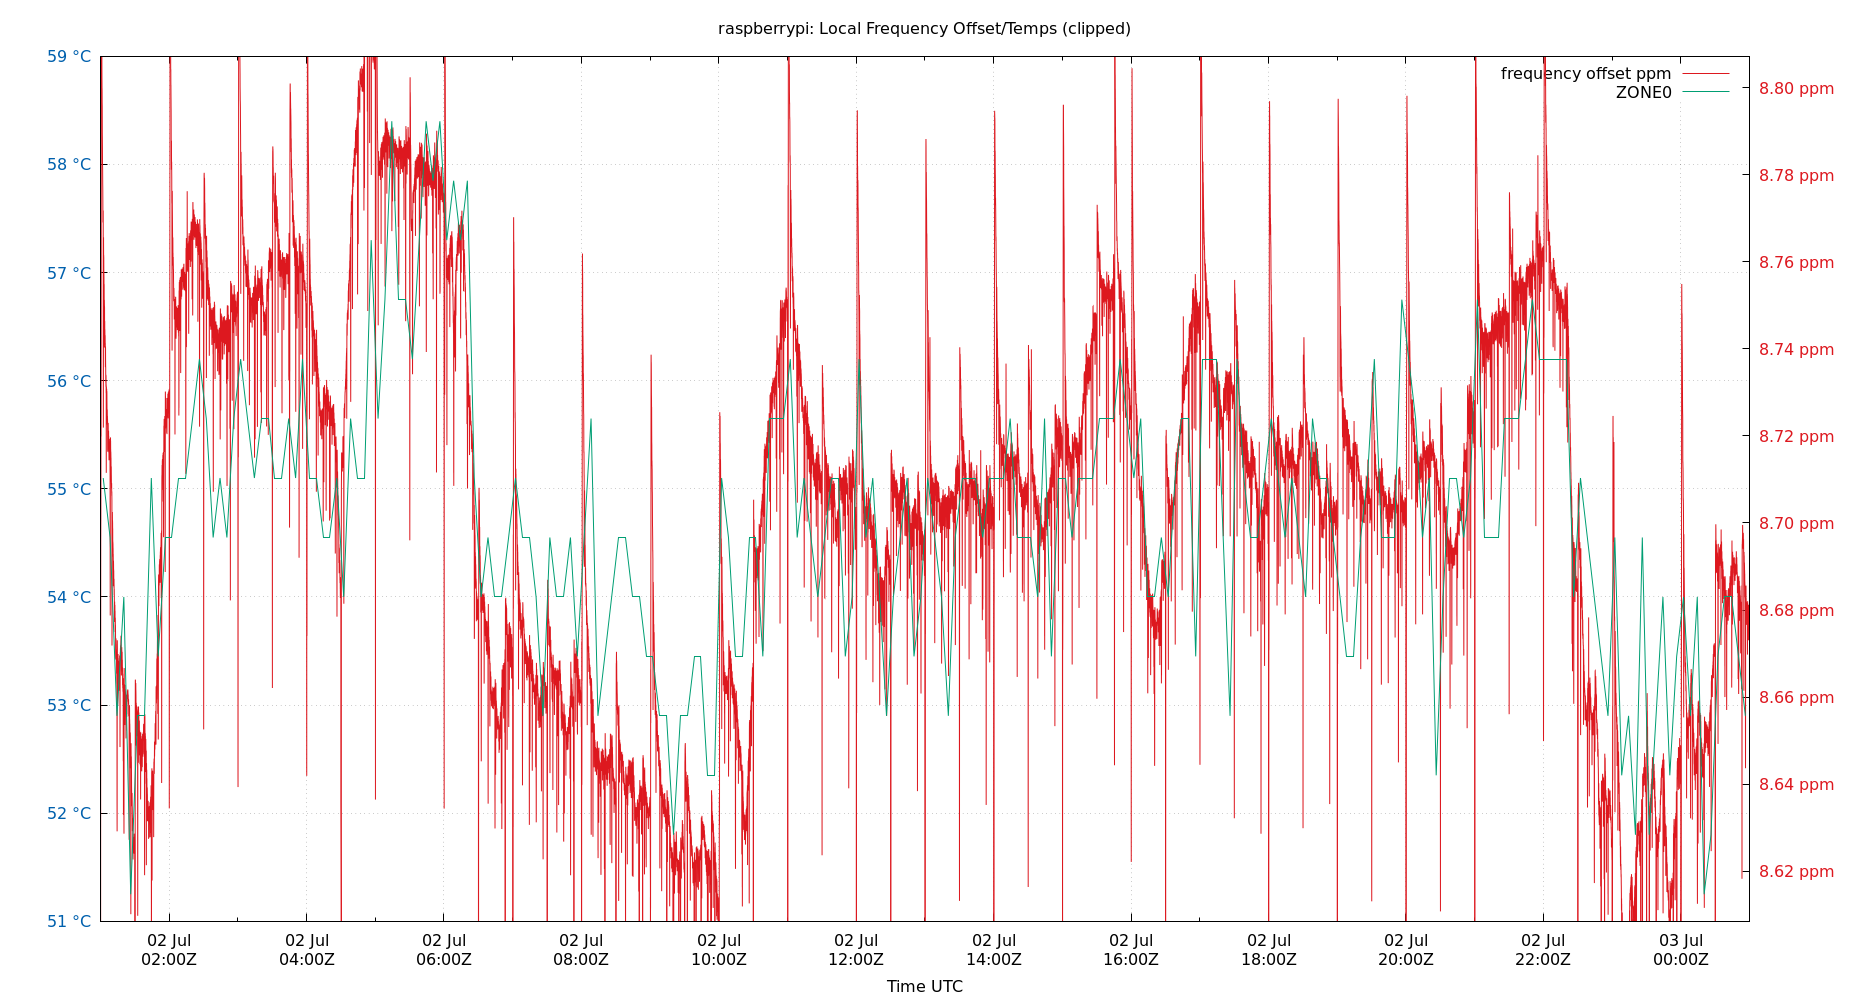 raspberrypi: Local Frequency Offset/Temps (clipped)
59 °C
58 °C
57 °C
56 °C
55 °C
54 °C
53 °C
52 °C
51 °C
frequency offset ppm
ZONE0
8.80 ppm
8.78 ppm
8.76 ppm
8.74 ppm
8.72 ppm
8.70 ppm
8.68 ppm
8.66 ppm
8.64 ppm
8.62 ppm
02 Jul 02 Jul 02 Jul 02 Jul 02 Jul 02 Jul 02 Jul 02 Jul 02 Jul 02 Jul 02 Jul 03 Jul
02:00Z 04:00Z 06:00Z 08:00Z 10:00Z 12:00Z 14:00Z 16:00Z 18:00Z 20:00Z 22:00Z 00:00Z
Time UTC